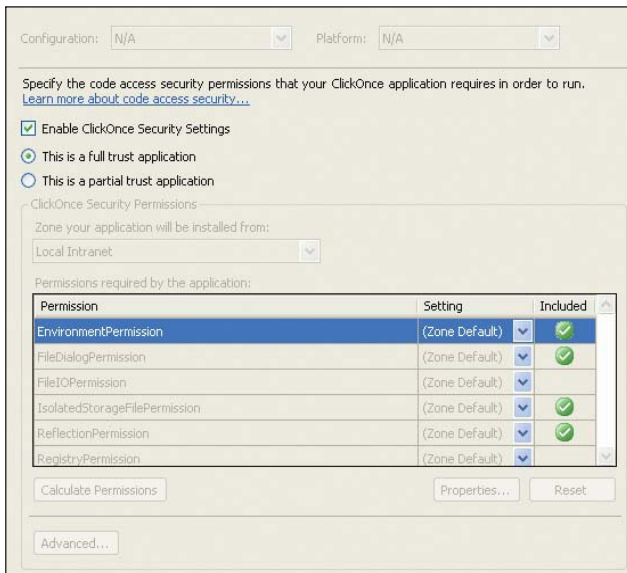 Configuration: N/A Platform: N/A
Specify the code access security permissions that your ClickOnce application requires in order to run.
Learn more about code access security...
Enable ClickOnce Security Settings
This is a full trust application
This is a partial trust application
ClickOnce Security Permissions
Zone your application will be installed from:
Local Intranet
Permissions required by the application:
Permission Setting Included
EnvironmentPermission (Zone Default)
FileDialogPermission (Zone Default)
FileIOPermission (Zone Default)
IsolatedStorageFilePermission (Zone Default)
ReflectionPermission (Zone Default)
RegistryPermission (Zone Default)
Calculate Permissions Properties... Reset
Advanced...